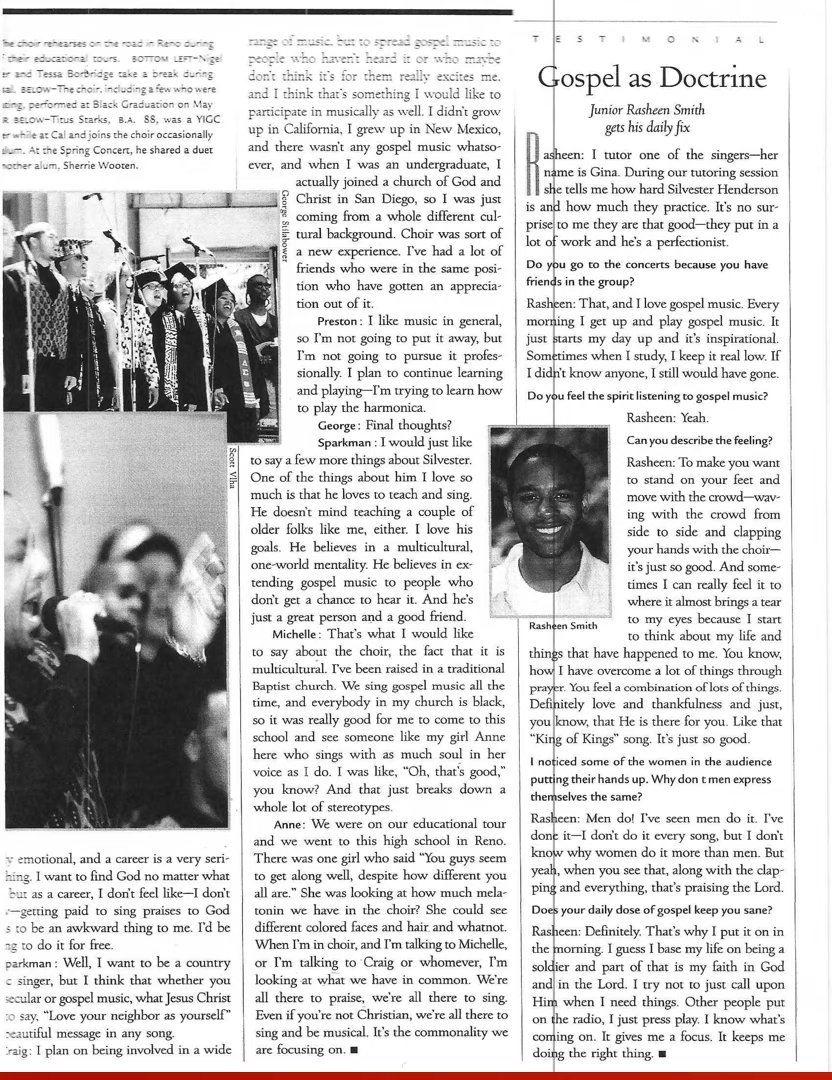 he choir rehearses on the road in Reno during
their educational tours. BOTTOM LEFT—Nigel
er and Tessa Borbridge take a break during
sal. BELOW—The choir, including a few who were
ating, performed at Black Graduation on May
R BELOW—Titus Starks, B.A. 88, was a YIGC
er while at Cal and joins the choir occasionally
alum. At the Spring Concert, he shared a duet
nother alum, Sherrie Wooten.
George Stilabower
Scott Vlha
y emotional, and a career is a very seri-
hing. I want to find God no matter what
but as a career, I don't feel like—I don't
—getting paid to sing praises to God
s to be an awkward thing to me. I'd be
ng to do it for free.
parkman: Well, I want to be a country
c singer, but I think that whether you
secular or gospel music, what Jesus Christ
to say, "Love your neighbor as yourself"
beautiful message in any song.
raig: I plan on being involved in a wide
range of music, but to spread gospel music to
people who haven't heard it or who maybe
don't think it's for them really excites me,
and I think that's something I would like to
participate in musically as well. I didn't grow
up in California, I grew up in New Mexico,
and there wasn't any gospel music whatso-
ever, and when I was an undergraduate, I
actually joined a church of God and
Christ in San Diego, so I was just
coming from a whole different cul-
tural background. Choir was sort of
a new experience. I've had a lot of
friends who were in the same posi-
tion who have gotten an apprecia-
tion out of it.
Preston: I like music in general,
so I'm not going to put it away, but
I'm not going to pursue it profes-
sionally. I plan to continue learning
and playing—I'm trying to learn how
to play the harmonica.
George: Final thoughts?
Sparkman: I would just like
to say a few more things about Silvester.
One of the things about him I love so
much is that he loves to teach and sing.
He doesn't mind teaching a couple of
older folks like me, either. I love his
goals. He believes in a multicultural,
one-world mentality. He believes in ex-
tending gospel music to people who
don't get a chance to hear it. And he's
just a great person and a good friend.
Michelle: That's what I would like
to say about the choir, the fact that it is
multicultural. I've been raised in a traditional
Baptist church. We sing gospel music all the
time, and everybody in my church is black,
so it was really good for me to come to this
school and see someone like my girl Anne
here who sings with as much soul in her
voice as I do. I was like, "Oh, that's good,"
you know? And that just breaks down a
whole lot of stereotypes.
Anne: We were on our educational tour
and we went to this high school in Reno.
There was one girl who said "You guys seem
to get along well, despite how different you
all are." She was looking at how much mela-
tonin we have in the choir? She could see
different colored faces and hair and whatnot.
When I'm in choir, and I'm talking to Michelle,
or I'm talking to Craig or whomever, I'm
looking at what we have in common. We're
all there to praise, we're all there to sing.
Even if you're not Christian, we're all there to
sing and be musical. It's the commonality we
are focusing on. ■
TESTIMONIAL
Gospel as Doctrine
Junior Rasheen Smith
gets his daily fix
Rasheen: I tutor one of the singers—her
name is Gina. During our tutoring session
she tells me how hard Silvester Henderson
is and how much they practice. It's no sur-
prise to me they are that good—they put in a
lot of work and he's a perfectionist.
Do you go to the concerts because you have
friends in the group?
Rasheen: That, and I love gospel music. Every
morning I get up and play gospel music. It
just starts my day up and it's inspirational.
Sometimes when I study, I keep it real low. If
I didn't know anyone, I still would have gone.
Do you feel the spirit listening to gospel music?
Rasheen: Yeah.
Can you describe the feeling?
Rasheen: To make you want
to stand on your feet and
move with the crowd—wav-
ing with the crowd from
side to side and clapping
your hands with the choir—
it's just so good. And some-
times I can really feel it to
where it almost brings a tear
to my eyes because I start
to think about my life and
Rasheen Smith
things that have happened to me. You know,
how I have overcome a lot of things through
prayer. You feel a combination of lots of things.
Definitely love and thankfulness and just,
you know, that He is there for you. Like that
"King of Kings" song. It's just so good.
I noticed some of the women in the audience
putting their hands up. Why don t men express
themselves the same?
Rasheen: Men do! I've seen men do it. I've
done it—I don't do it every song, but I don't
know why women do it more than men. But
yeah, when you see that, along with the clap-
ping and everything, that's praising the Lord.
Does your daily dose of gospel keep you sane?
Rasheen: Definitely. That's why I put it on in
the morning. I guess I base my life on being a
soldier and part of that is my faith in God
and in the Lord. I try not to just call upon
Him when I need things. Other people put
on the radio, I just press play. I know what's
coming on. It gives me a focus. It keeps me
doing the right thing. ■